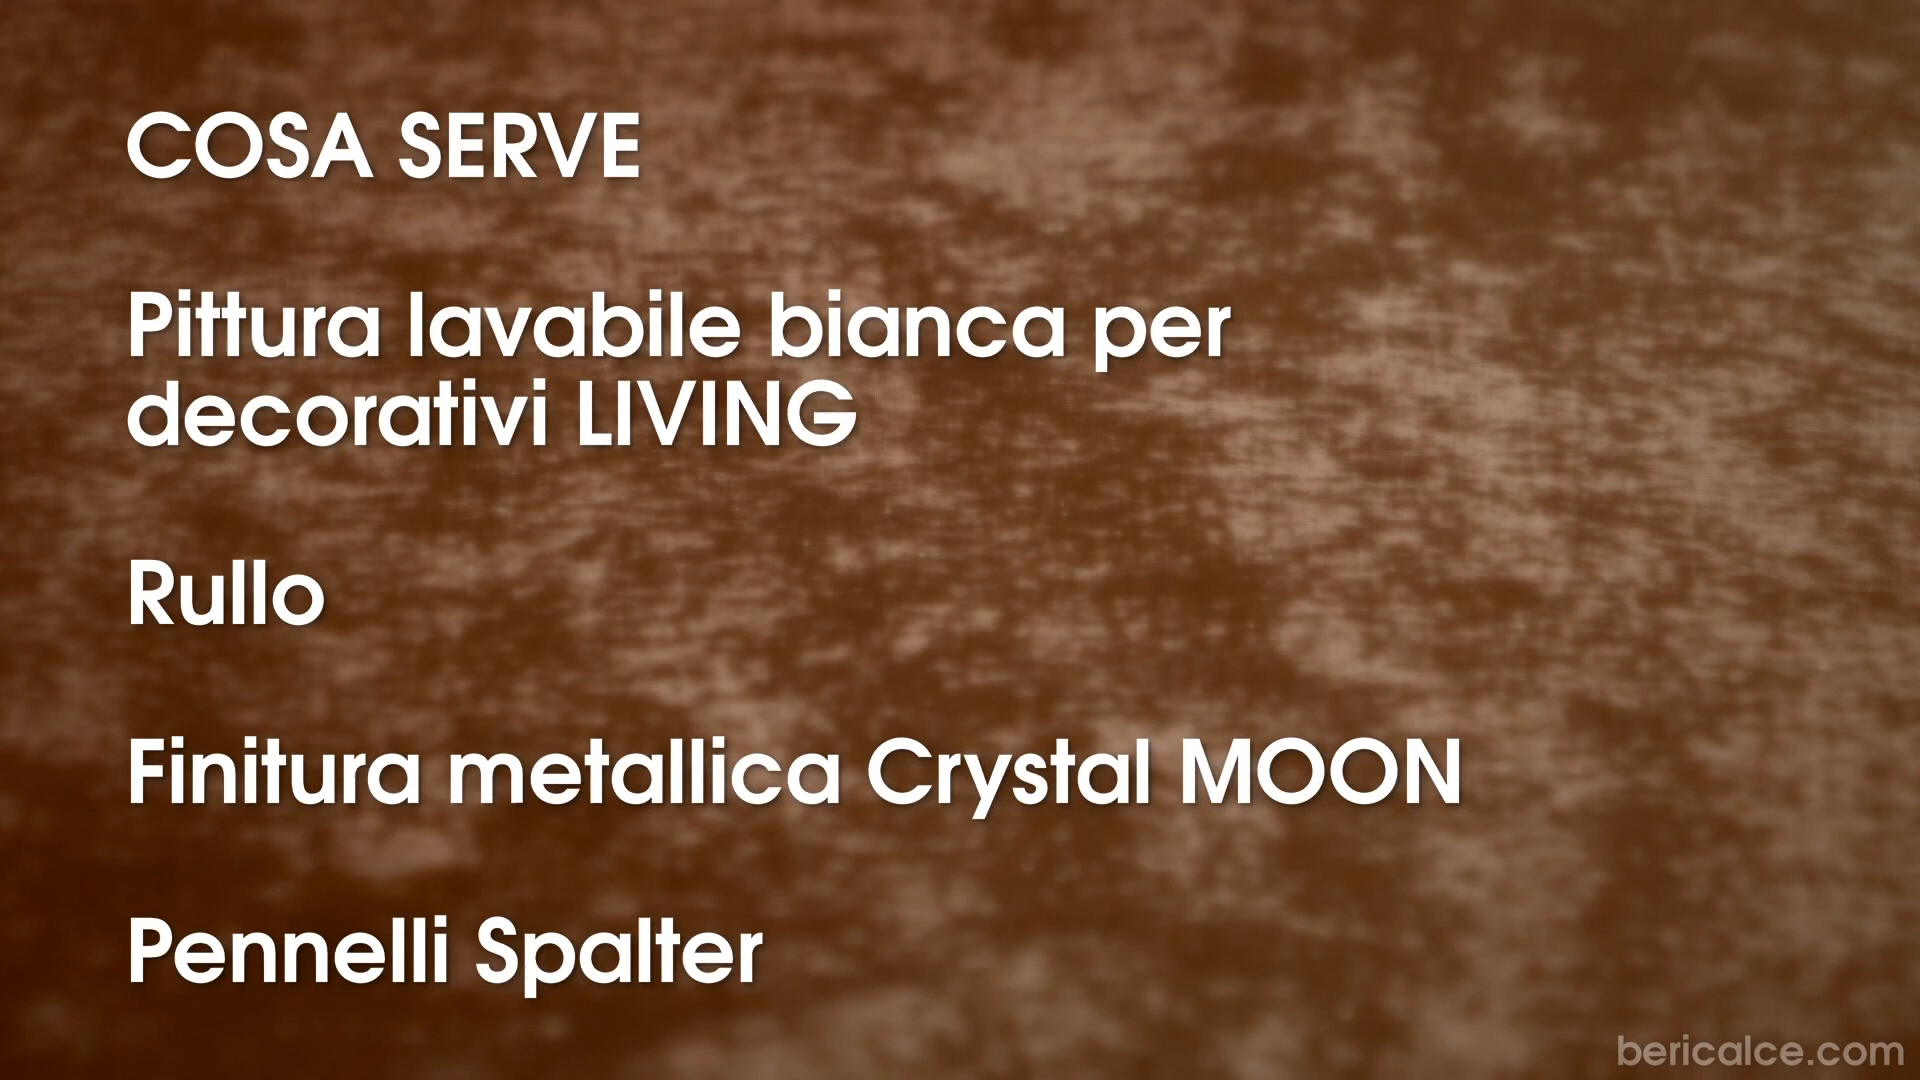 COSA SERVE
Pittura lavabile bianca per
decorativi LIVING
Rullo
Finitura metallica Crystal MOON
Pennelli Spalter
bericalce.com